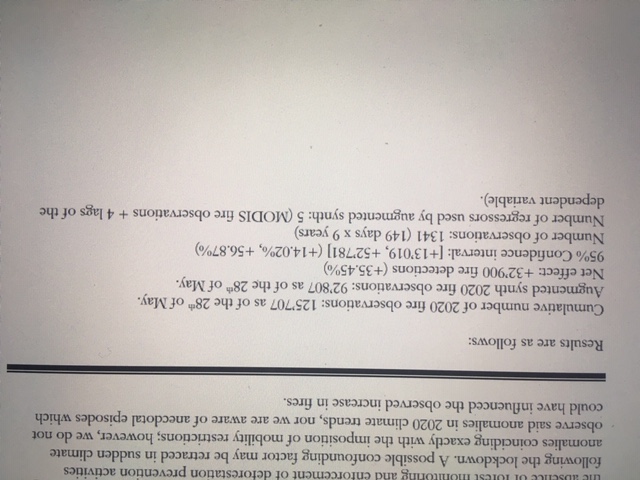 the absence of forest monitoring and enforcement of deforestation prevention activities
following the lockdown. A possible confounding factor may be retraced in sudden climate
anomalies coinciding exactly with the imposition of mobility restrictions; however, we do not
observe said anomalies in 2020 climate trends, nor we are aware of anecdotal episodes which
could have influenced the observed increase in fires.
Results are as follows:
Cumulative number of 2020 fire observations: 125'707 as of the 28th of May.
Augmented synth 2020 fire observations: 92'807 as of the 28th of May.
Net effect: +32'900 fire detections (+35.45%)
95% Confidence interval: [+13'019, +52'781] (+14.02%, +56.87%)
Number of observations: 1341 (149 days x 9 years)
Number of regressors used by augmented synth: 5 (MODIS fire observations + 4 lags of the
dependent variable).